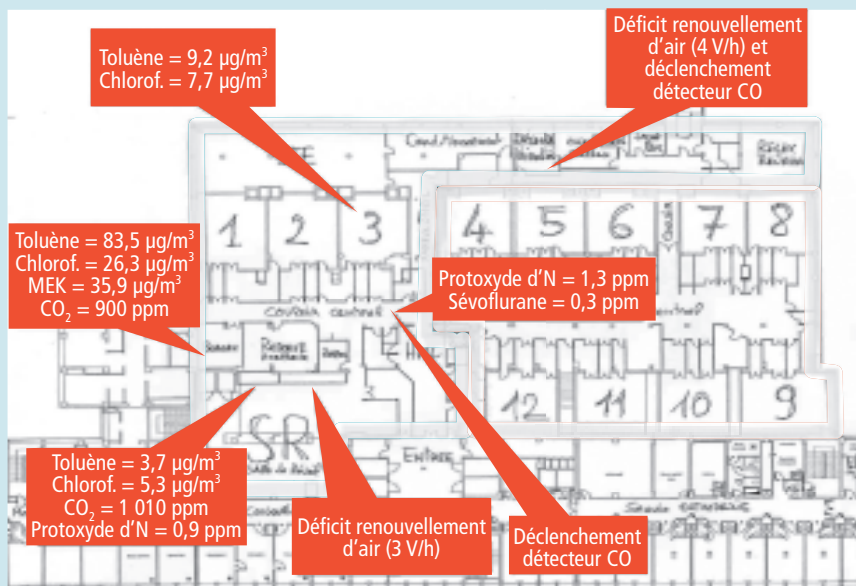 Toluène = 9,2 µg/m³
Chlorof. = 7,7 µg/m³
Déficit renouvellement
d'air (4 V/h) et
déclenchement
détecteur CO
1 2 3
4 5 6 7 8
Toluène = 83,5 µg/m³
Chlorof. = 26,3 µg/m³
MEK = 35,9 µg/m³
CO₂ = 900 ppm
Protoxyde d'N = 1,3 ppm
Sévoflurane = 0,3 ppm
COULOIR CENTRAL
12 11 10 9
SR
ENTREE
Toluène = 3,7 µg/m³
Chlorof. = 5,3 µg/m³
CO₂ = 1 010 ppm
Protoxyde d'N = 0,9 ppm
Déficit renouvellement
d'air (3 V/h)
Déclenchement
détecteur CO